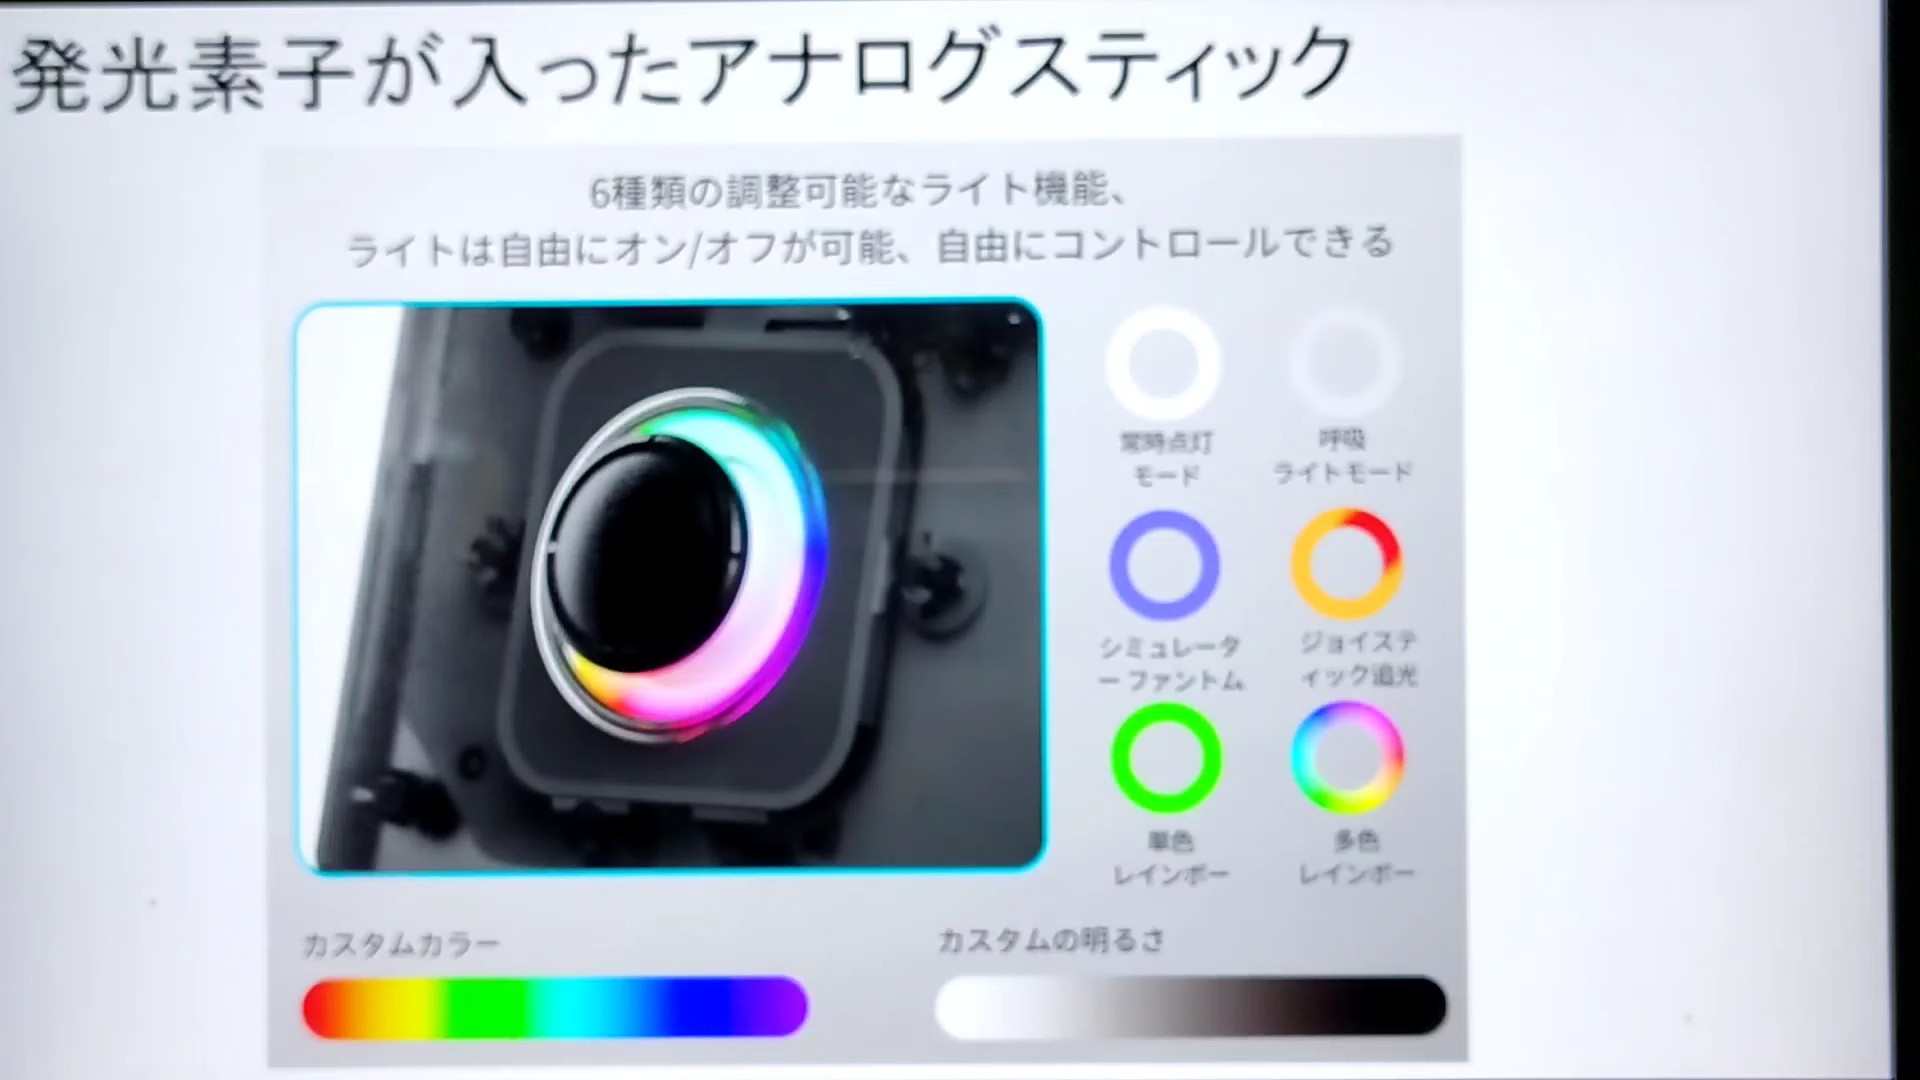 発光素子が入ったアナログスティック
6種類の調整可能なライト機能、
ライトは自由にオン/オフが可能、自由にコントロールできる
常時点灯
モード
呼吸
ライトモード
シミュレータ
ー ファントム
ジョイステ
ィック追光
単色
レインボー
多色
レインボー
カスタムカラー
カスタムの明るさ